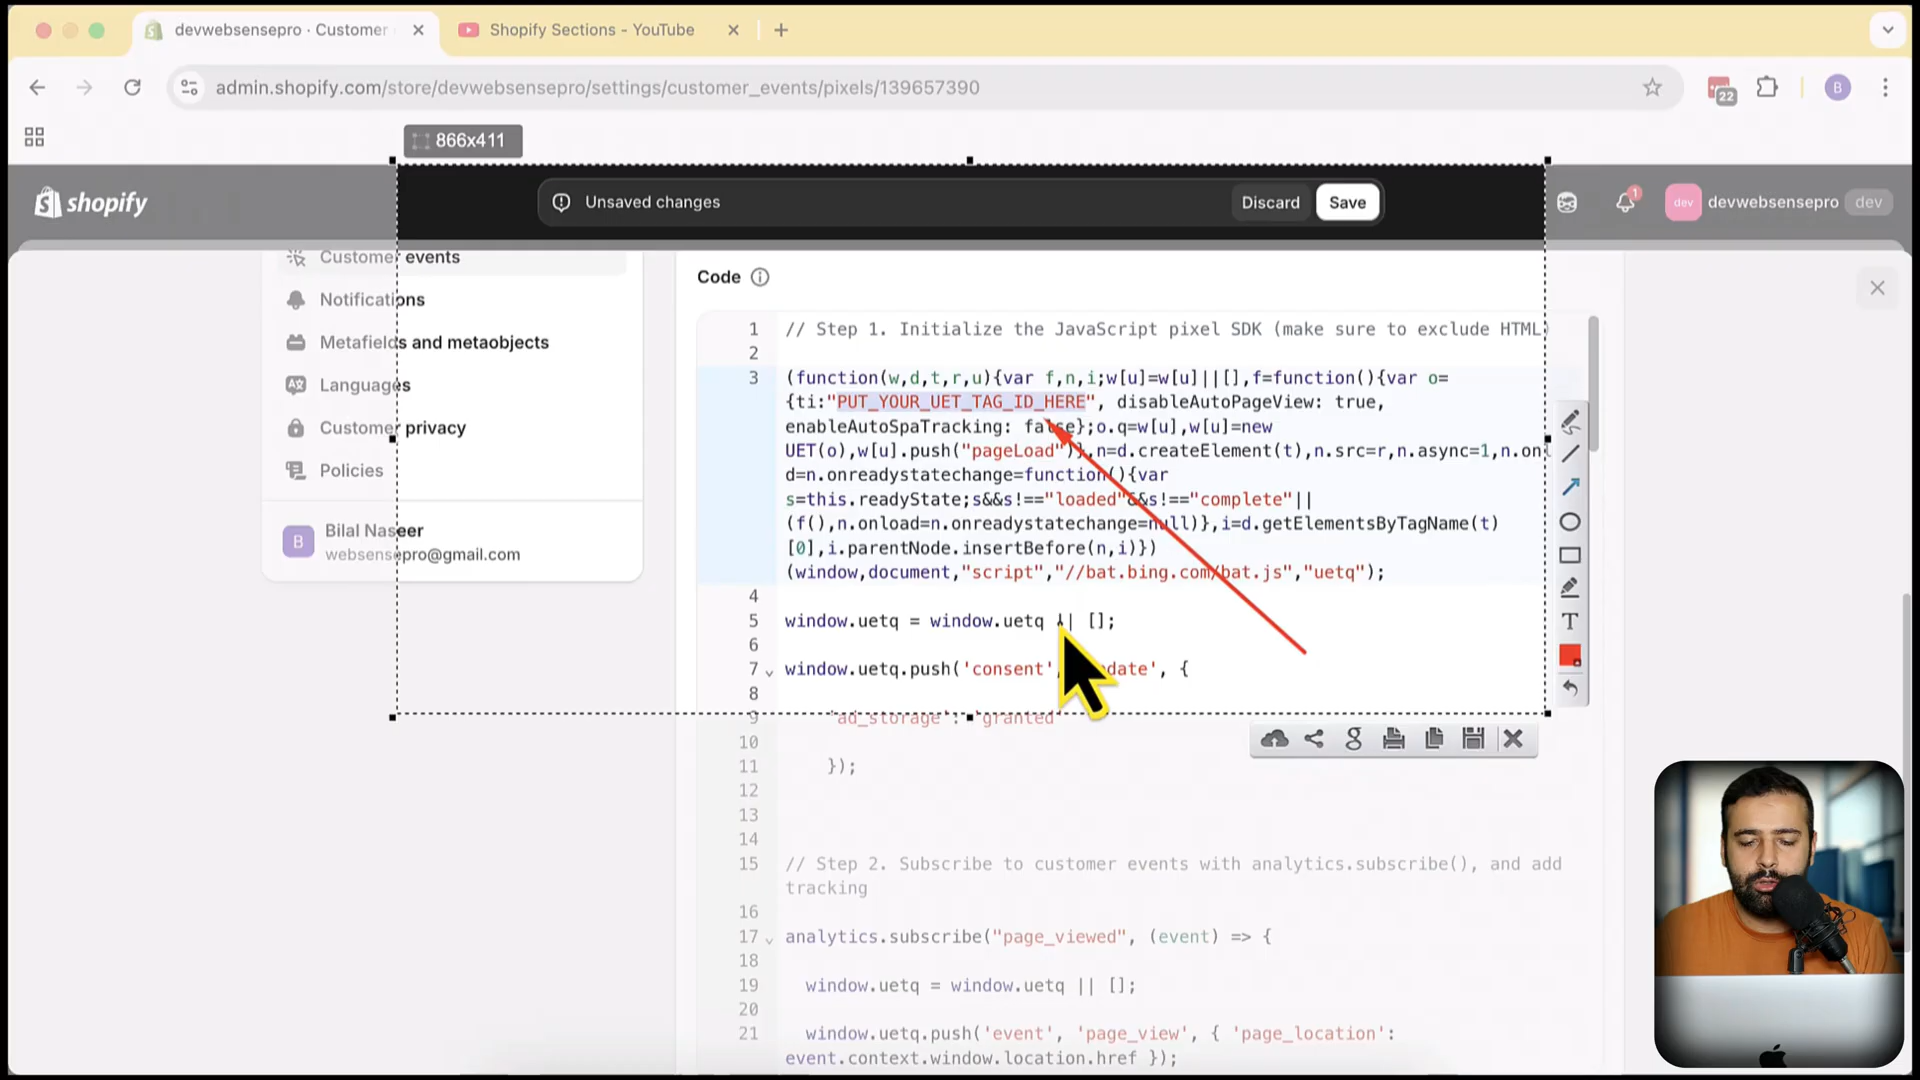 devwebsensepro · Customer
Shopify Sections - YouTube
admin.shopify.com/store/devwebsensepro/settings/customer_events/pixels/139657390
22
B
866x411
shopify
Unsaved changes
Discard
Save
1
dev
devwebsensepro
dev
Customer events
Notifications
Metafields and metaobjects
Languages
Customer privacy
Policies
B
Bilal Naseer
websensepro@gmail.com
Code
1 // Step 1. Initialize the JavaScript pixel SDK (make sure to exclude HTML)
2
3 (function(w,d,t,r,u){var f,n,i;w[u]=w[u]||[],f=function(){var o=
{ti:"PUT_YOUR_UET_TAG_ID_HERE", disableAutoPageView: true,
enableAutoSpaTracking: false};o.q=w[u],w[u]=new
UET(o),w[u].push("pageLoad")},n=d.createElement(t),n.src=r,n.async=1,n.on
d=n.onreadystatechange=function(){var
s=this.readyState;s&&s!=="loaded"&&s!=="complete"||
(f(),n.onload=n.onreadystatechange=null)},i=d.getElementsByTagName(t)
[0],i.parentNode.insertBefore(n,i)})
(window,document,"script","//bat.bing.com/bat.js","uetq");
4
5 window.uetq = window.uetq || [];
6
7 window.uetq.push('consent', {
8
9 'ad_storage': 'granted'
10
11 });
12
13
14
15 // Step 2. Subscribe to customer events with analytics.subscribe(), and add
tracking
16
17 analytics.subscribe("page_viewed", (event) => {
18
19 window.uetq = window.uetq || [];
20
21 window.uetq.push('event', 'page_view', { 'page_location':
event.context.window.location.href });
T
g